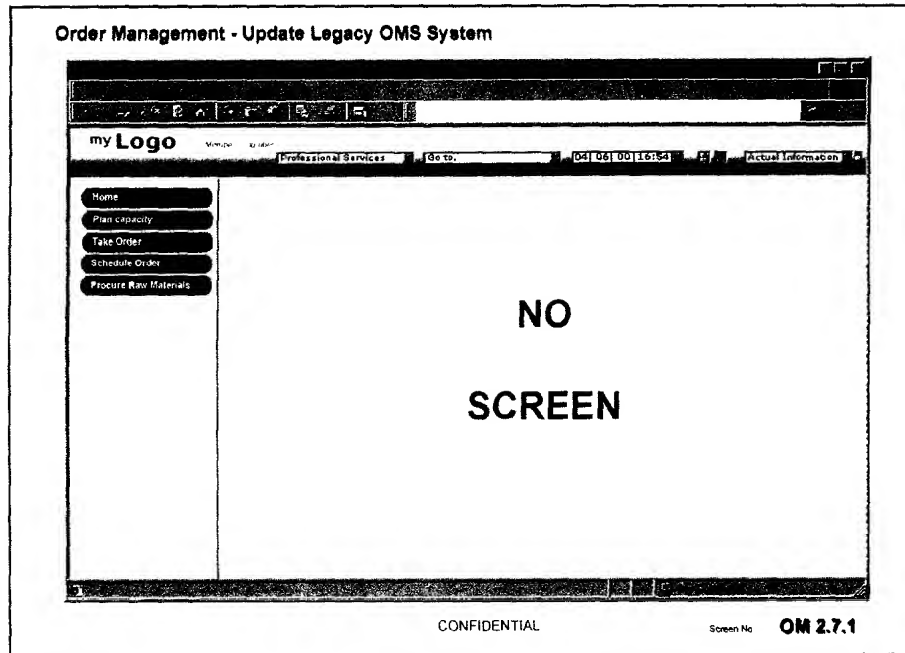 Order Management - Update Legacy OMS System
my Logo
Professional Services Go to. 04| 06| 00| 16:54 Actual Information
Home
Plan capacity
Take Order
Schedule Order
Procure Raw Materials
NO
SCREEN
CONFIDENTIAL Screen No OM 2.7.1